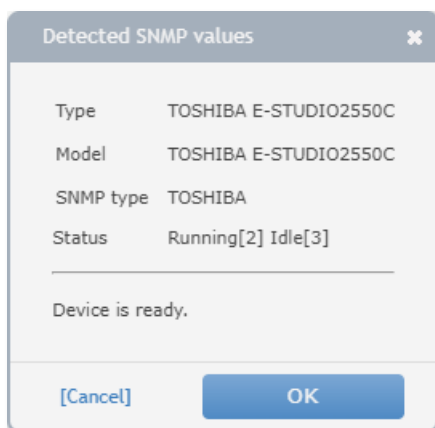 Detected SNMP values
Type TOSHIBA E-STUDIO2550C
Model TOSHIBA E-STUDIO2550C
SNMP type TOSHIBA
Status Running[2] Idle[3]
Device is ready.
[Cancel] OK